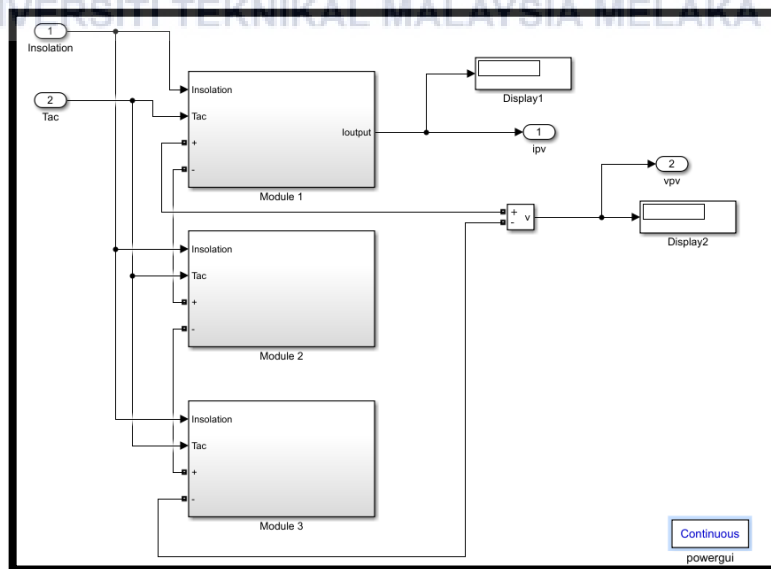 VERSITI TEKNIKAL MALAYSIA MELAKA
1
Insolation
2
Tac
Insolation
Tac
+
-
Ioutput
Module 1
Display1
1
ipv
2
vpv
+
-
v
Display2
Insolation
Tac
+
-
Module 2
Insolation
Tac
+
-
Module 3
Continuous
powergui